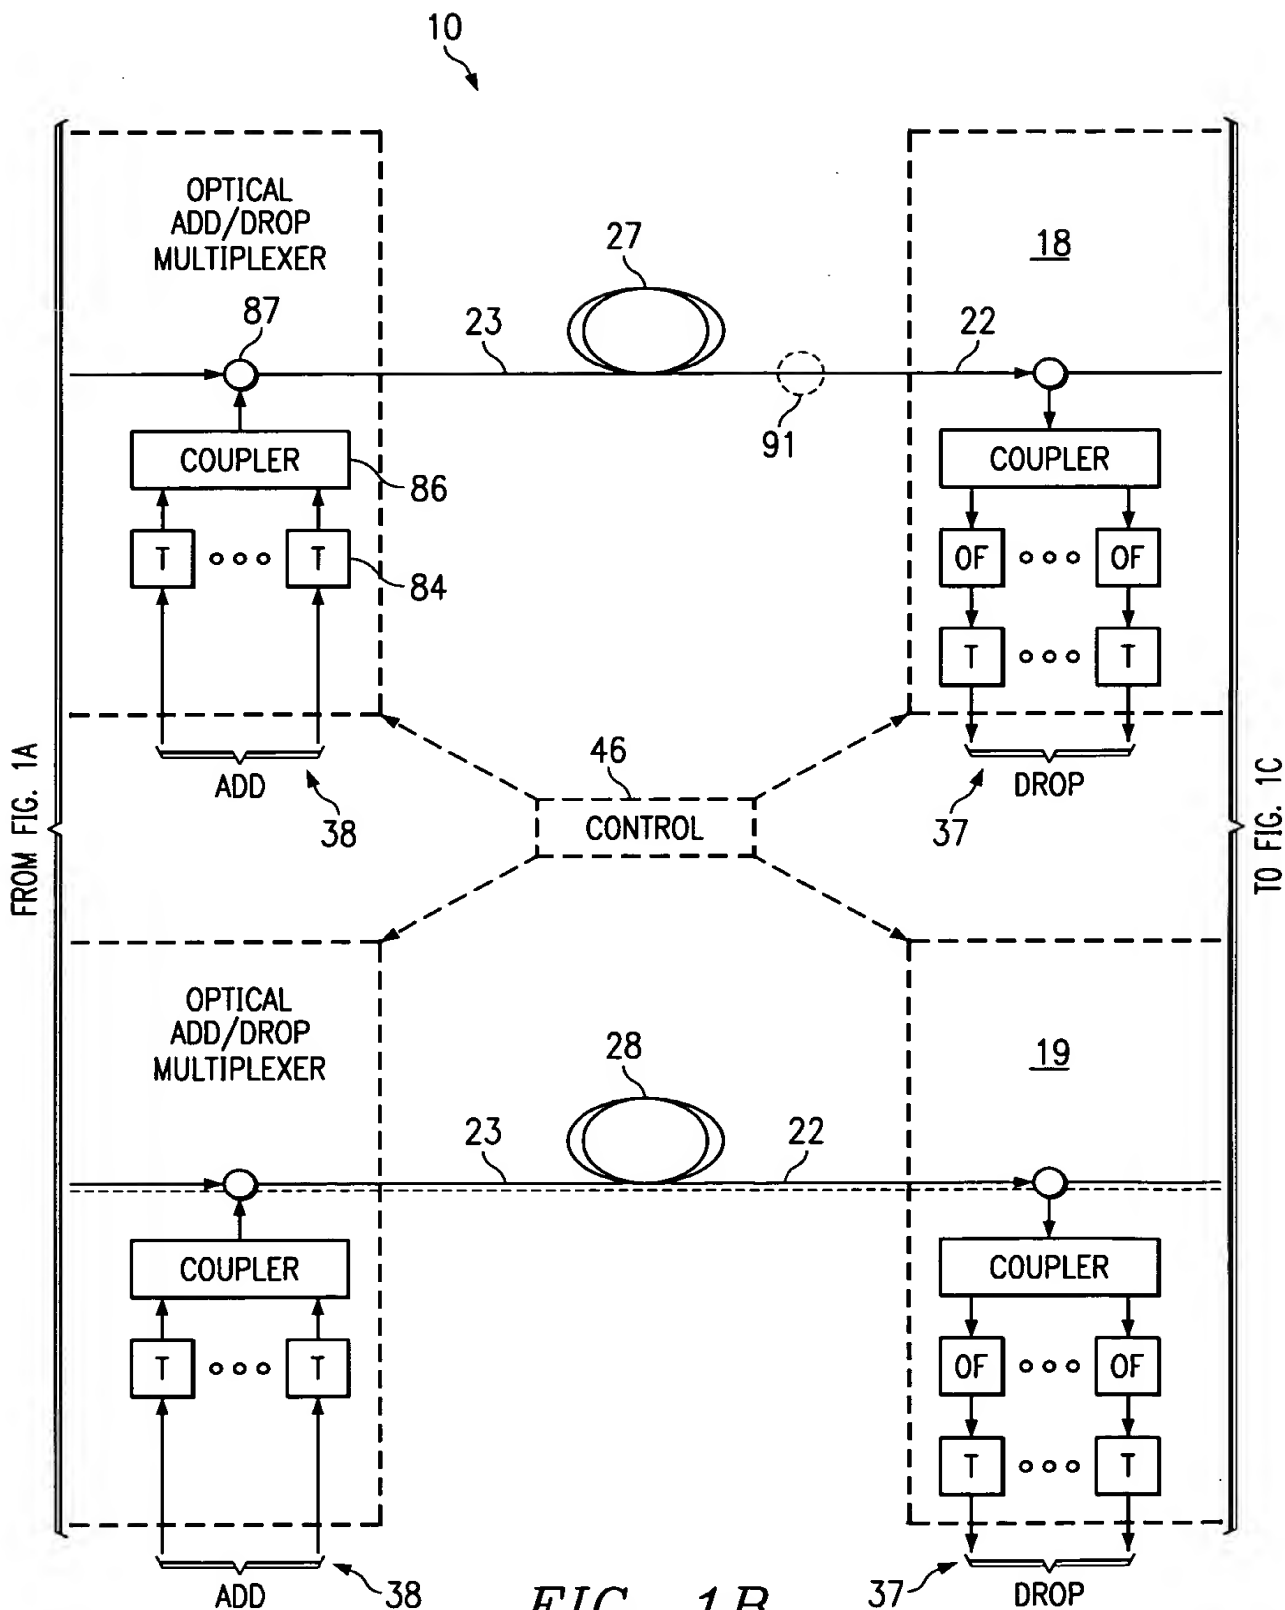 10
OPTICAL
ADD/DROP
MULTIPLEXER
27
18
87
23
22
91
COUPLER
86
COUPLER
T
T
84
OF
OF
T
T
FROM FIG. 1A
ADD
38
46
CONTROL
37
DROP
TO FIG. 1C
OPTICAL
ADD/DROP
MULTIPLEXER
28
19
23
22
COUPLER
COUPLER
T
T
OF
OF
T
T
ADD
38
FIG. 1B
37
DROP